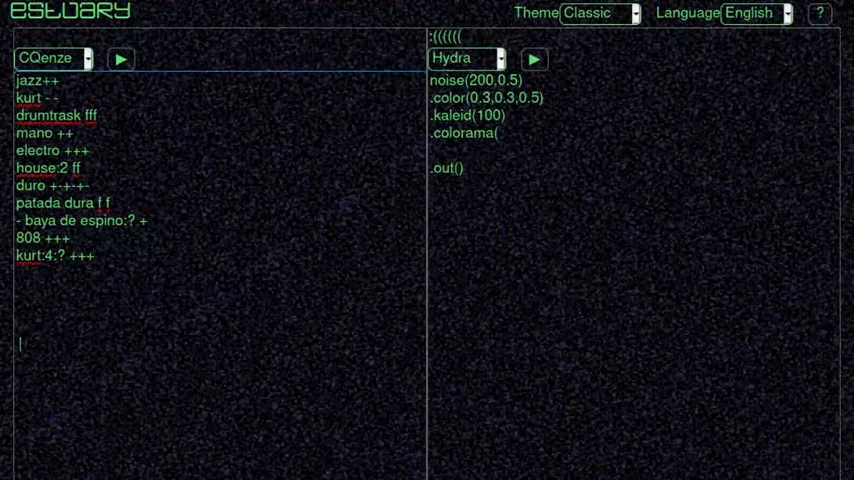 estuary
Theme Classic Language English ?
CQenze
jazz++
kurt - -
drumtrask fff
mano ++
electro +++
house:2 ff
duro +-+-+-
patada dura f f
- baya de espino:? +
808 +++
kurt:4:? +++
:((((((
Hydra
noise(200,0.5)
.color(0.3,0.3,0.5)
.kaleid(100)
.colorama(
.out()